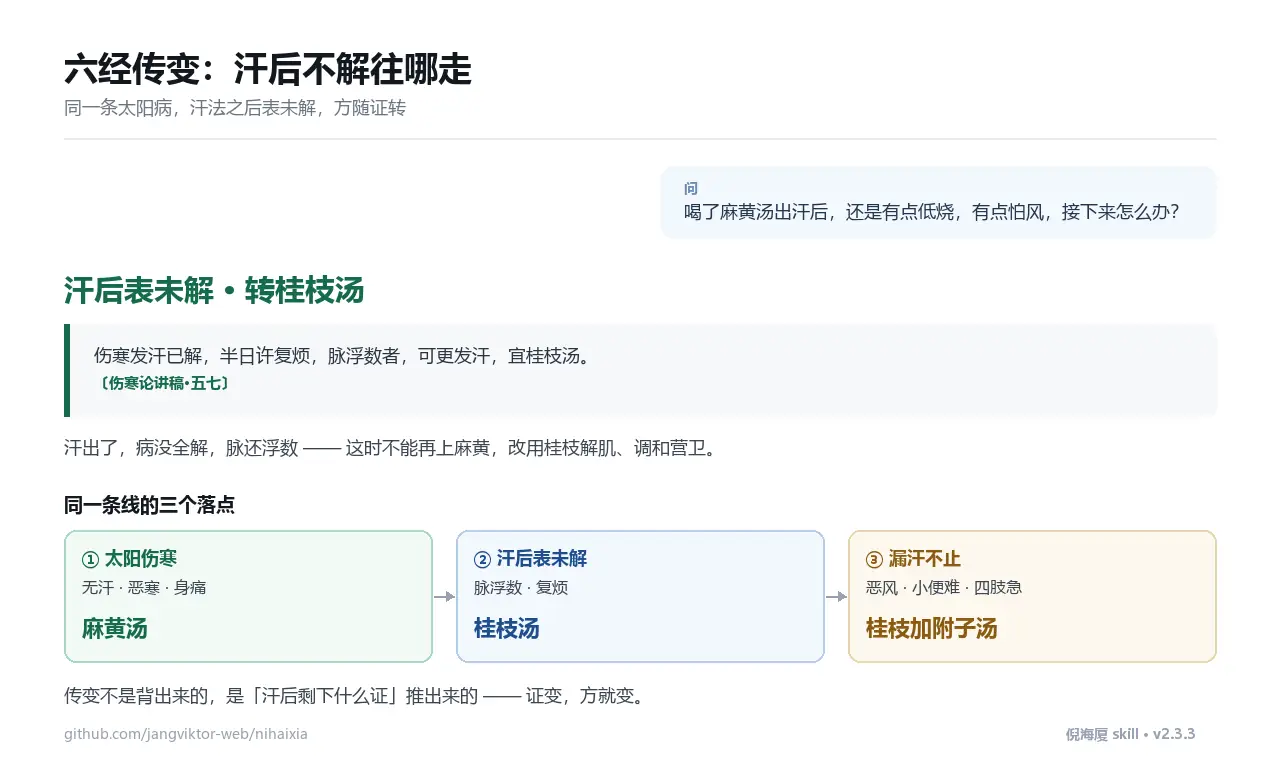 六经传变：汗后不解往哪走
同一条太阳病，汗法之后表未解，方随证转
问
喝了麻黄汤出汗后，还是有点低烧，有点怕风，接下来怎么办？
汗后表未解·转桂枝汤
伤寒发汗已解，半日许复烦，脉浮数者，可更发汗，宜桂枝汤。
〔伤寒论讲稿·五七〕
汗出了，病没全解，脉还浮数 —— 这时不能再上麻黄，改用桂枝解肌、调和营卫。
同一条线的三个落点
① 太阳伤寒
无汗 · 恶寒 · 身痛
麻黄汤
② 汗后表未解
脉浮数 · 复烦
桂枝汤
③ 漏汗不止
恶风 · 小便难 · 四肢急
桂枝加附子汤
传变不是背出来的，是「汗后剩下什么证」推出来的 —— 证变，方就变。
github.com/jangviktor-web/nihaixia
倪海厦 skill · v2.3.3